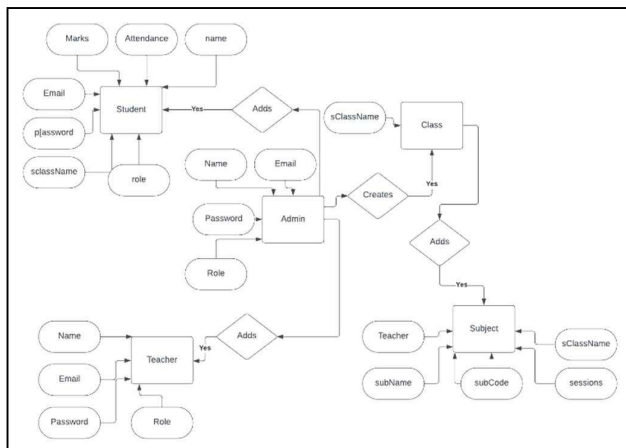 Marks
Attendance
name
Email
Student
Yes
Adds
p[assword
sclassName
role
sClassName
Class
Name
Email
Creates
Yes
Password
Admin
Role
Adds
Yes
Name
Adds
Yes
Teacher
Email
Password
Role
Teacher
Subject
sClassName
subName
subCode
sessions